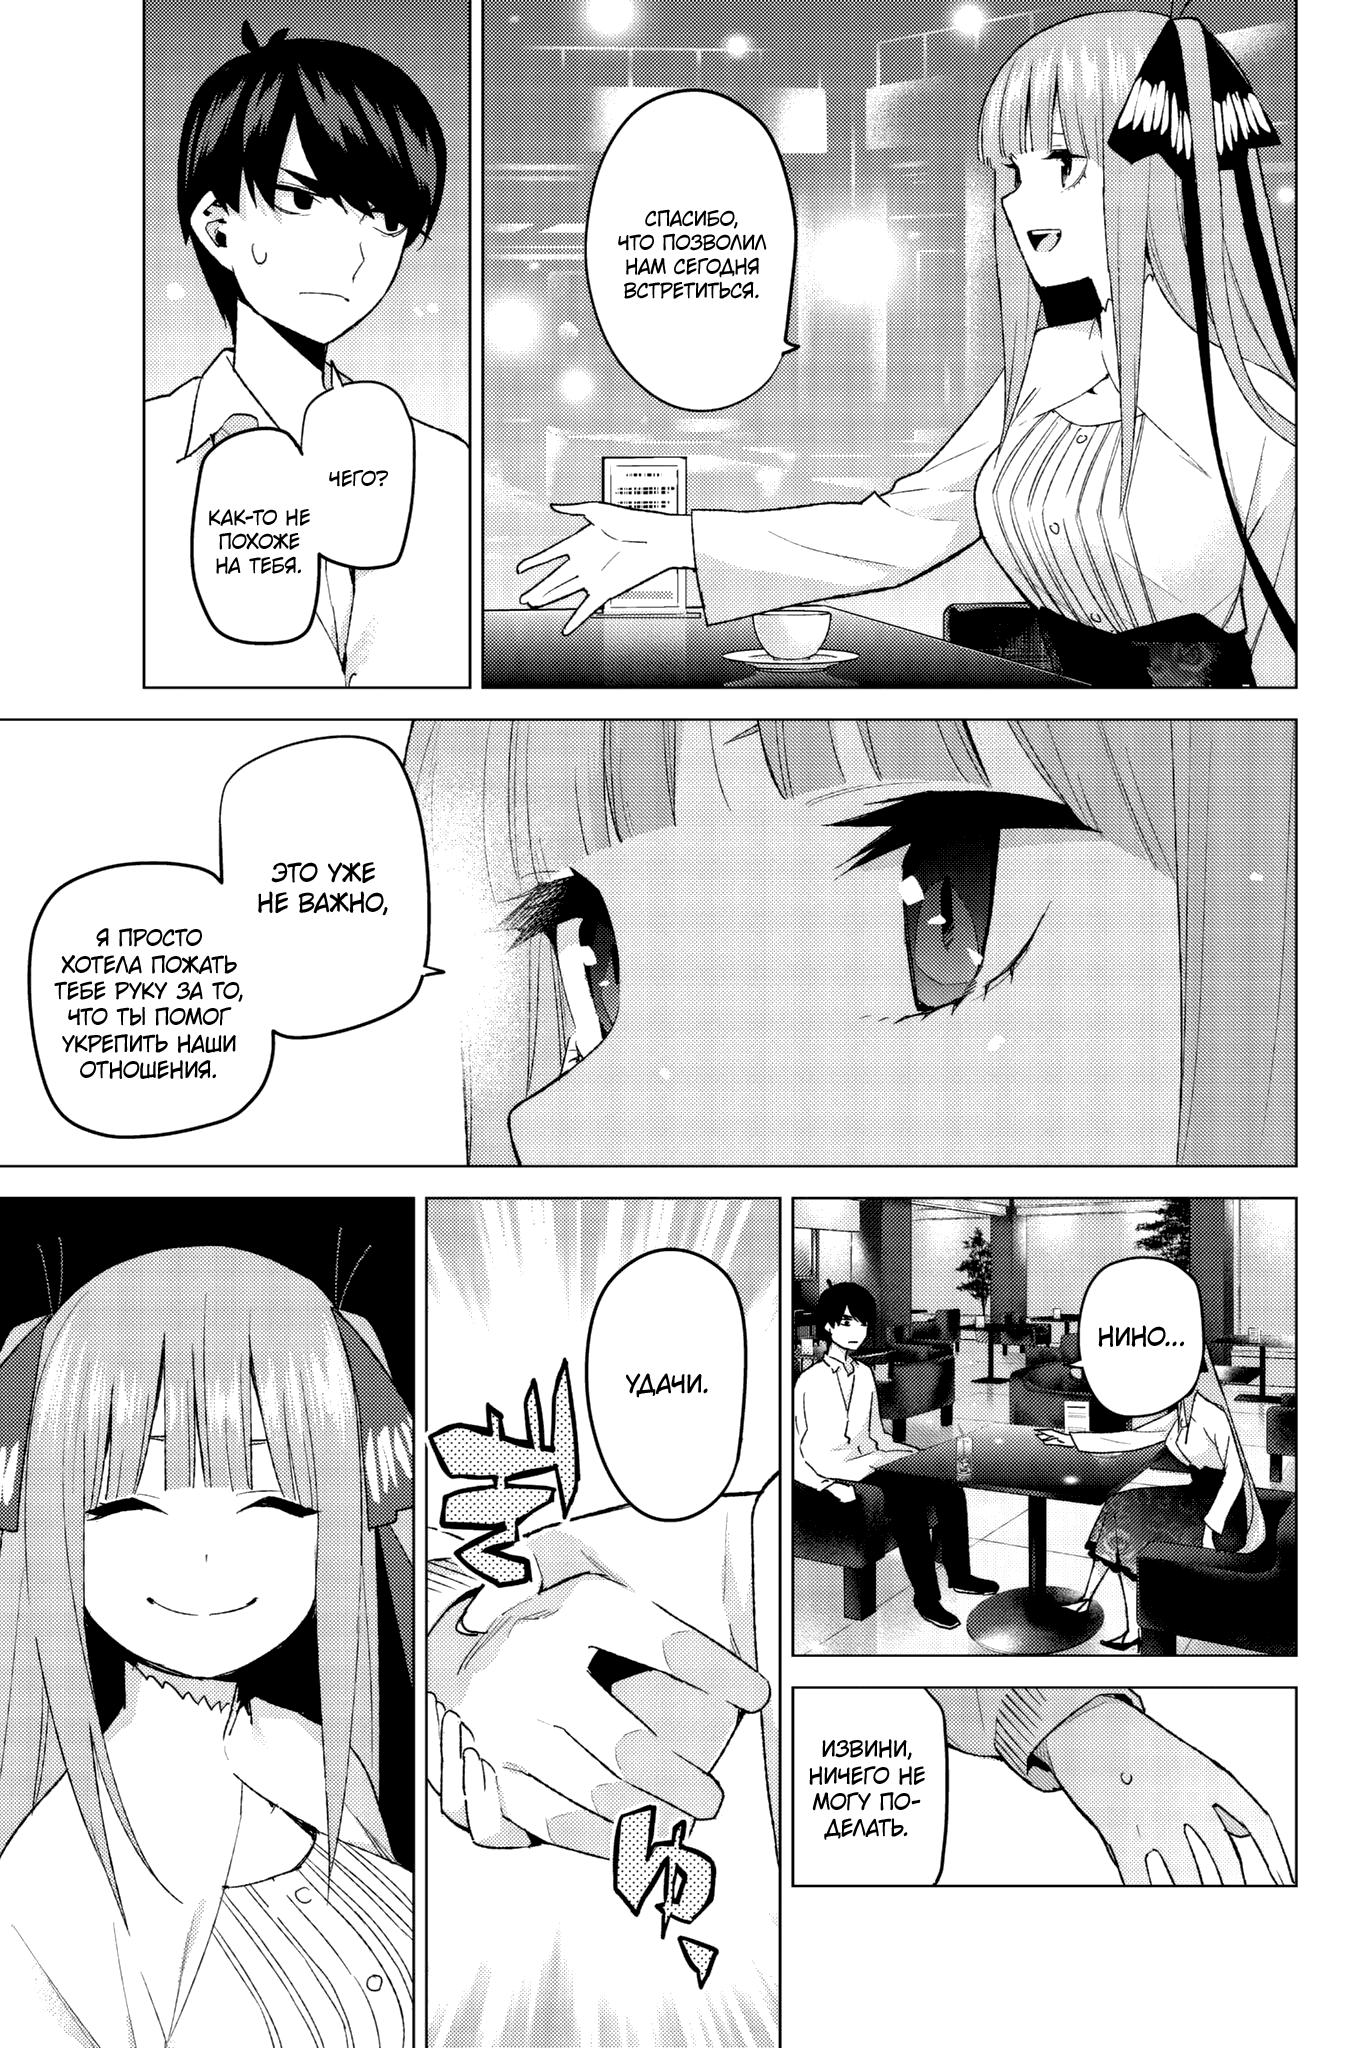 СПАСИБО,
ЧТО ПОЗВОЛИЛ
НАМ СЕГОДНЯ
ВСТРЕТИТЬСЯ.
ЧЕГО?
КАК-ТО НЕ
ПОХОЖЕ
НА ТЕБЯ.
ЭТО УЖЕ
НЕ ВАЖНО,
Я ПРОСТО
ХОТЕЛА ПОЖАТЬ
ТЕБЕ РУКУ ЗА ТО,
ЧТО ТЫ ПОМОГ
УКРЕПИТЬ НАШИ
ОТНОШЕНИЯ.
НИНО...
ИЗВИНИ,
НИЧЕГО НЕ
МОГУ ПО-
ДЕЛАТЬ.
УДАЧИ.